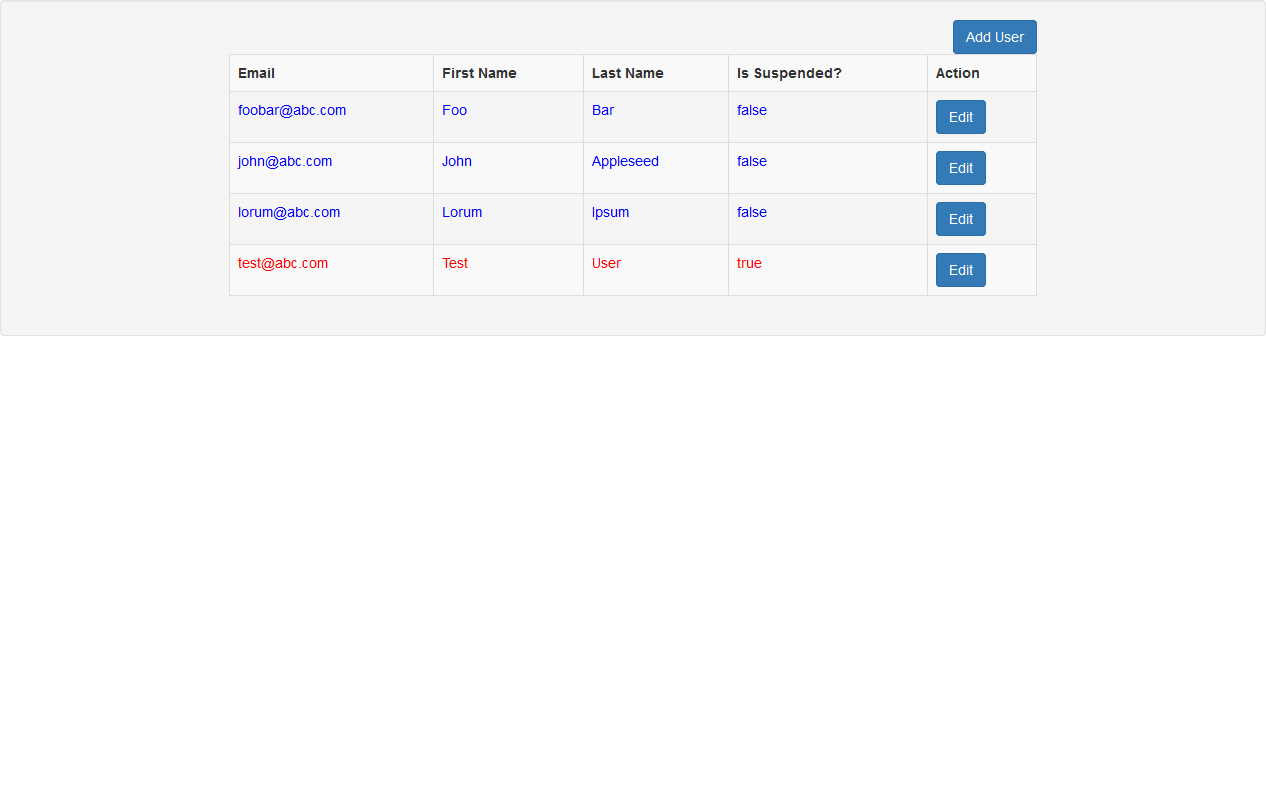 Add User
Email First Name Last Name Is Suspended? Action
foobar@abc.com Foo Bar false Edit
john@abc.com John Appleseed false Edit
lorum@abc.com Lorum Ipsum false Edit
test@abc.com Test User true Edit